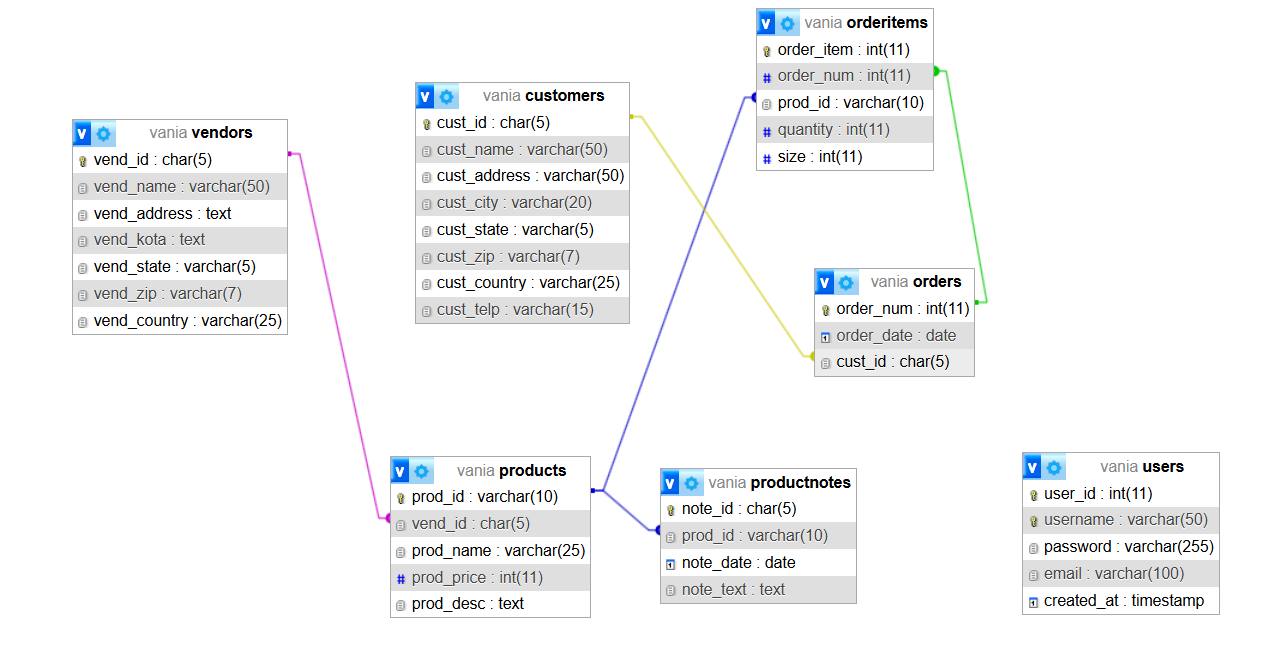 vania vendors
vend_id : char(5)
vend_name : varchar(50)
vend_address : text
vend_kota : text
vend_state : varchar(5)
vend_zip : varchar(7)
vend_country : varchar(25)
vania customers
cust_id : char(5)
cust_name : varchar(50)
cust_address : varchar(50)
cust_city : varchar(20)
cust_state : varchar(5)
cust_zip : varchar(7)
cust_country : varchar(25)
cust_telp : varchar(15)
vania orderitems
order_item : int(11)
order_num : int(11)
prod_id : varchar(10)
quantity : int(11)
size : int(11)
vania orders
order_num : int(11)
order_date : date
cust_id : char(5)
vania products
prod_id : varchar(10)
vend_id : char(5)
prod_name : varchar(25)
prod_price : int(11)
prod_desc : text
vania productnotes
note_id : char(5)
prod_id : varchar(10)
note_date : date
note_text : text
vania users
user_id : int(11)
username : varchar(50)
password : varchar(255)
email : varchar(100)
created_at : timestamp